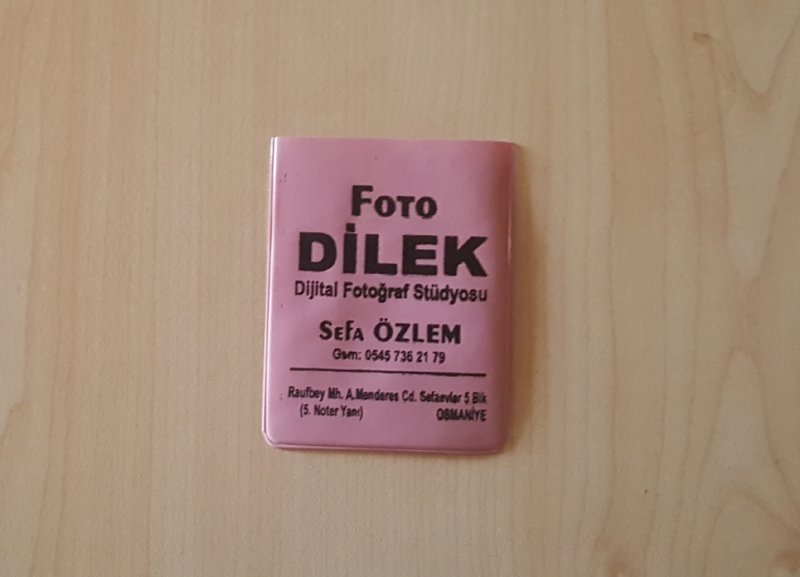 FOTO
DİLEK
Dijital Fotoğraf Stüdyosu
SEFA ÖZLEM
Gsm: 0545 736 21 79
Raufbey Mh. A.Menderes Cd. Sefaevler 5 Blk
(5. Noter Yanı) OSMANİYE